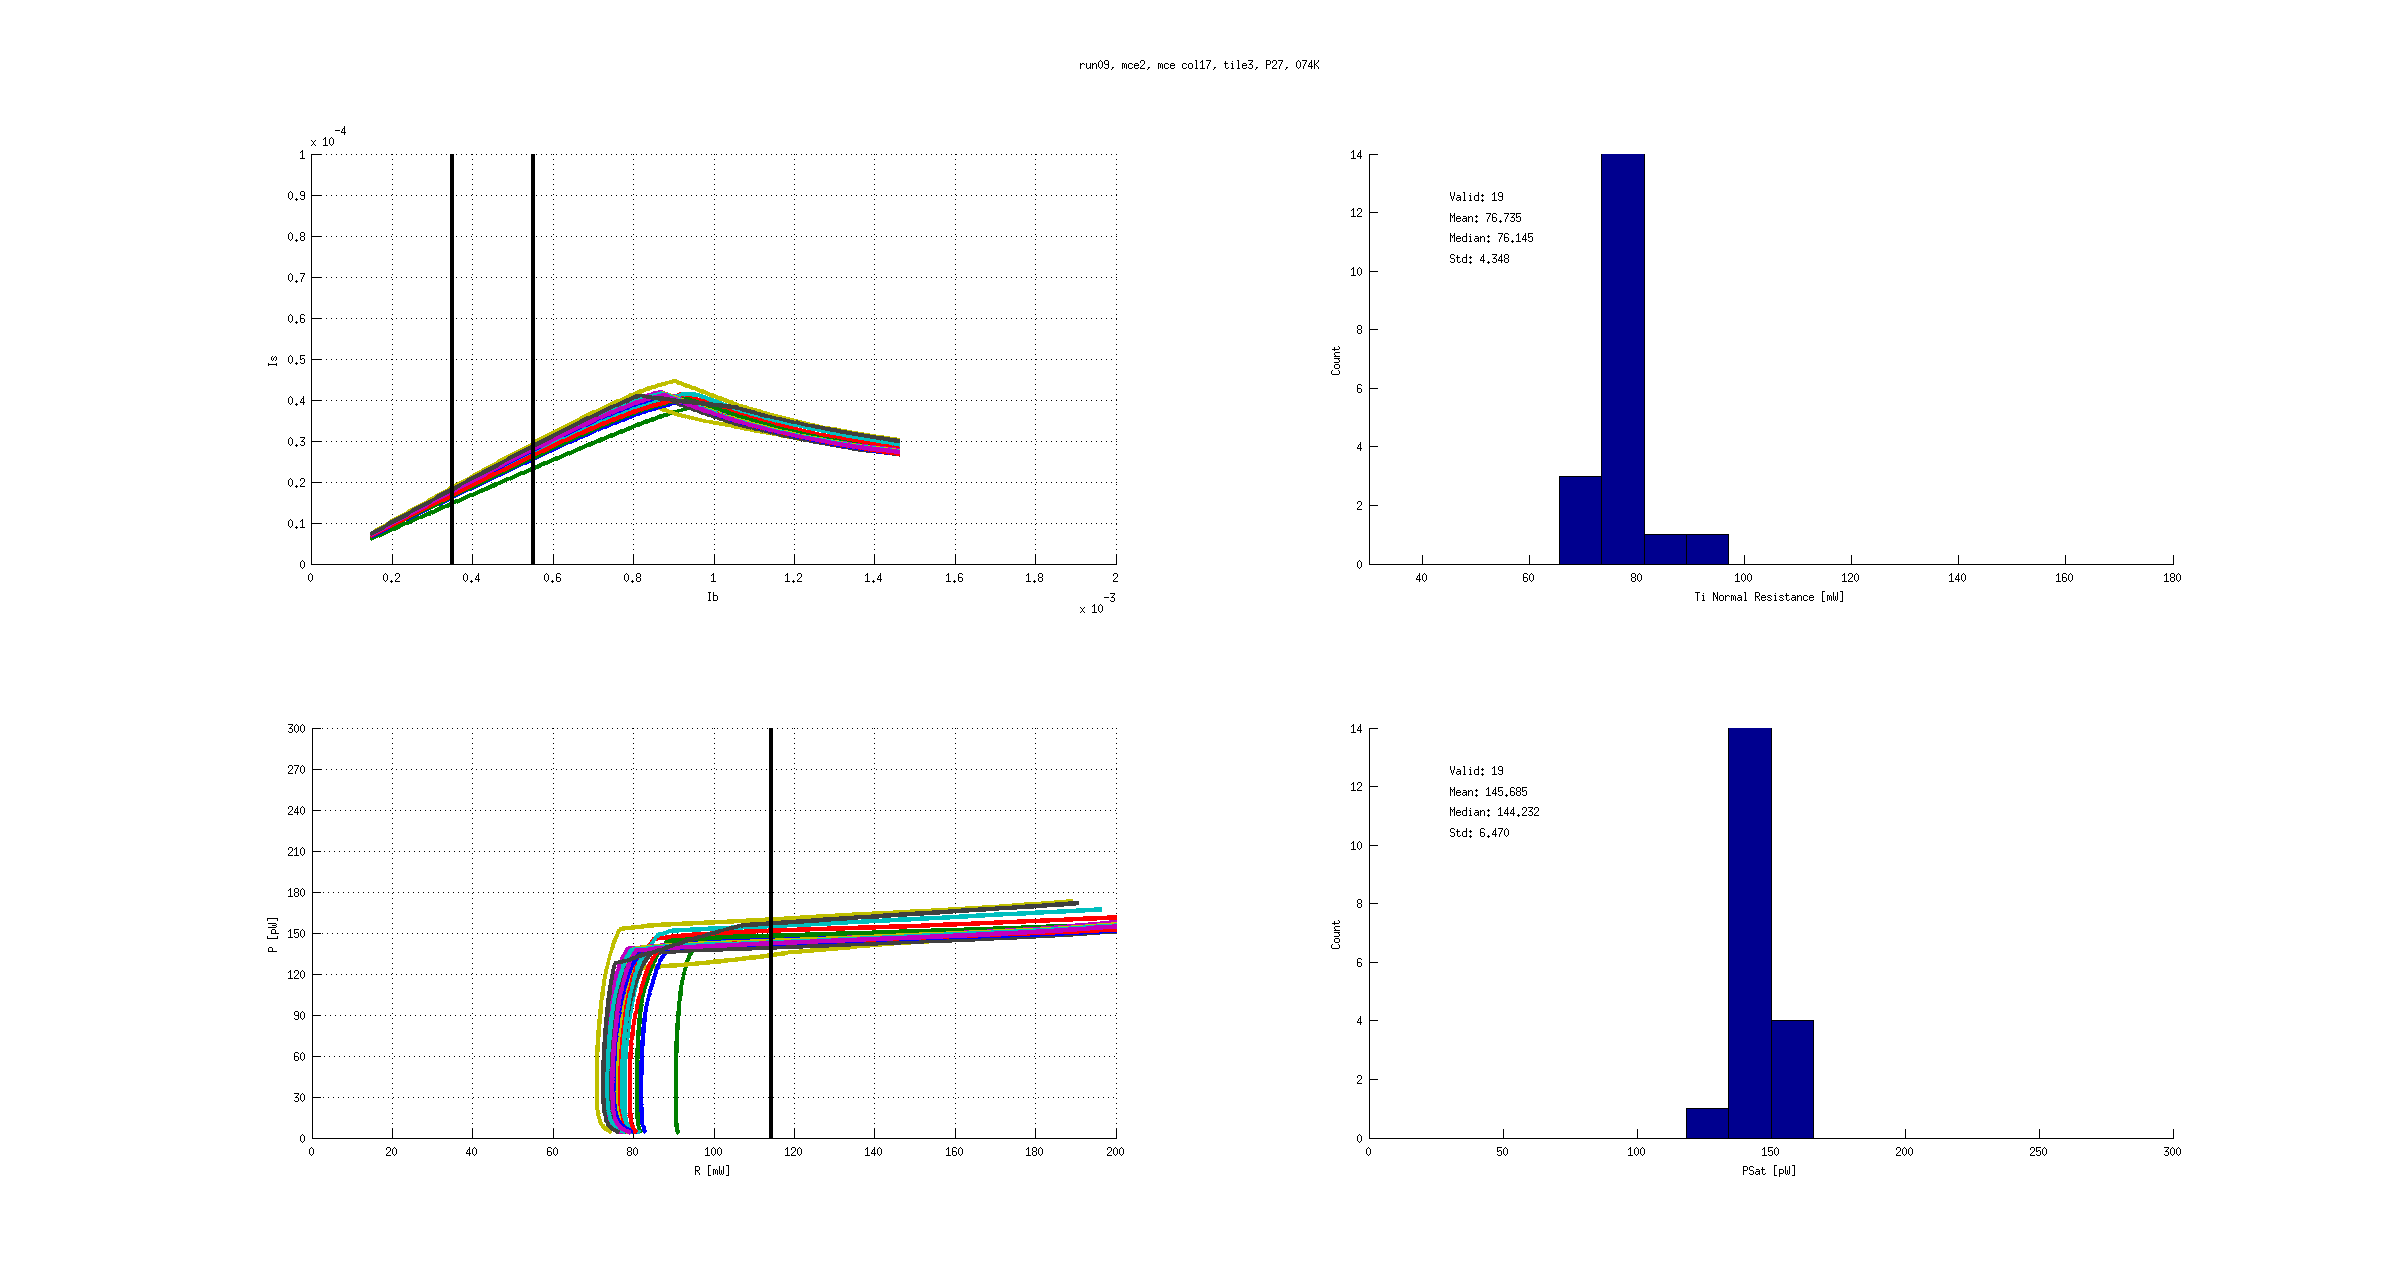 run09, mce2, mce col17, tile3, P27, 074K
x 10^-4
1
0.9
0.8
0.7
0.6
0.5
0.4
0.3
0.2
0.1
0
Is
0 0.2 0.4 0.6 0.8 1 1.2 1.4 1.6 1.8 2
Ib
x 10^-3
14
12
10
8
6
4
2
0
Count
Valid: 19
Mean: 76.735
Median: 76.145
Std: 4.348
40 60 80 100 120 140 160 180
Ti Normal Resistance [mW]
300
270
240
210
180
150
120
90
60
30
0
P [pW]
0 20 40 60 80 100 120 140 160 180 200
R [mW]
14
12
10
8
6
4
2
0
Count
Valid: 19
Mean: 145.685
Median: 144.232
Std: 6.470
0 50 100 150 200 250 300
PSat [pW]